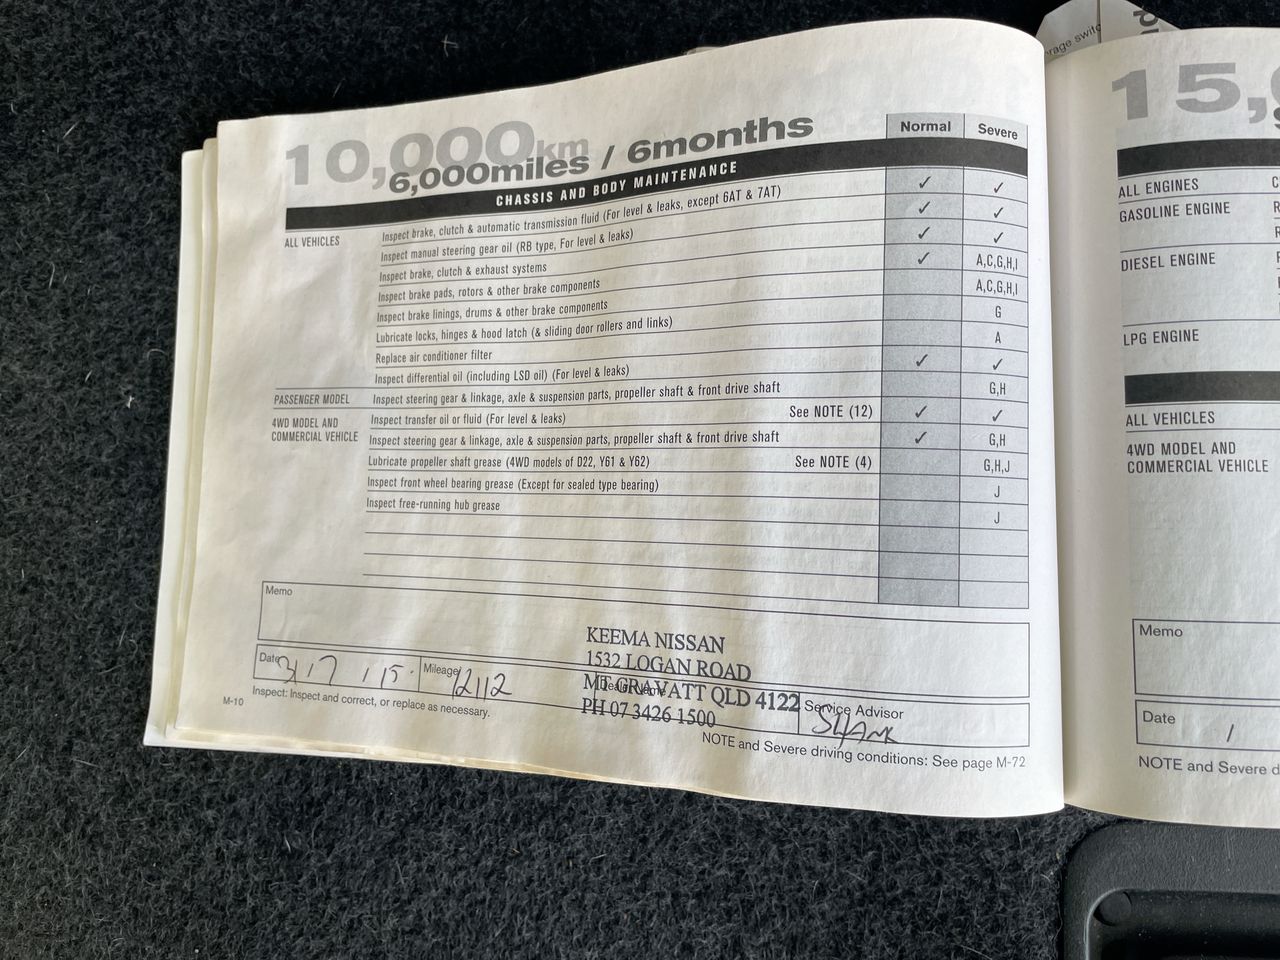 10,000km
6,000miles / 6months
Normal Severe
CHASSIS AND BODY MAINTENANCE
ALL VEHICLES Inspect brake, clutch & automatic transmission fluid (For level & leaks, except 6AT & 7AT) ✓ ✓
Inspect manual steering gear oil (RB type, For level & leaks) ✓ ✓
Inspect brake, clutch & exhaust systems ✓ ✓
Inspect brake pads, rotors & other brake components ✓ A,C,G,H,I
Inspect brake linings, drums & other brake components A,C,G,H,I
Lubricate locks, hinges & hood latch (& sliding door rollers and links) G
Replace air conditioner filter A
Inspect differential oil (including LSD oil) (For level & leaks) ✓ ✓
PASSENGER MODEL Inspect steering gear & linkage, axle & suspension parts, propeller shaft & front drive shaft G,H
4WD MODEL AND COMMERCIAL VEHICLE Inspect transfer oil or fluid (For level & leaks) See NOTE (12) ✓ ✓
Inspect steering gear & linkage, axle & suspension parts, propeller shaft & front drive shaft ✓ G,H
Lubricate propeller shaft grease (4WD models of D22, Y61 & Y62) See NOTE (4) G,H,J
Inspect front wheel bearing grease (Except for sealed type bearing) J
Inspect free-running hub grease J
Memo
KEEMA NISSAN
1532 LOGAN ROAD
MT GRAVATT QLD 4122
PH 07 3426 1500
Date 31 7 / 15. Mileage 12112 Dealer Name Service Advisor
M-10 Inspect: Inspect and correct, or replace as necessary.
NOTE and Severe driving conditions: See page M-72
15,
ALL ENGINES
GASOLINE ENGINE
DIESEL ENGINE
LPG ENGINE
ALL VEHICLES
4WD MODEL AND
COMMERCIAL VEHICLE
Memo
Date /
NOTE and Severe d